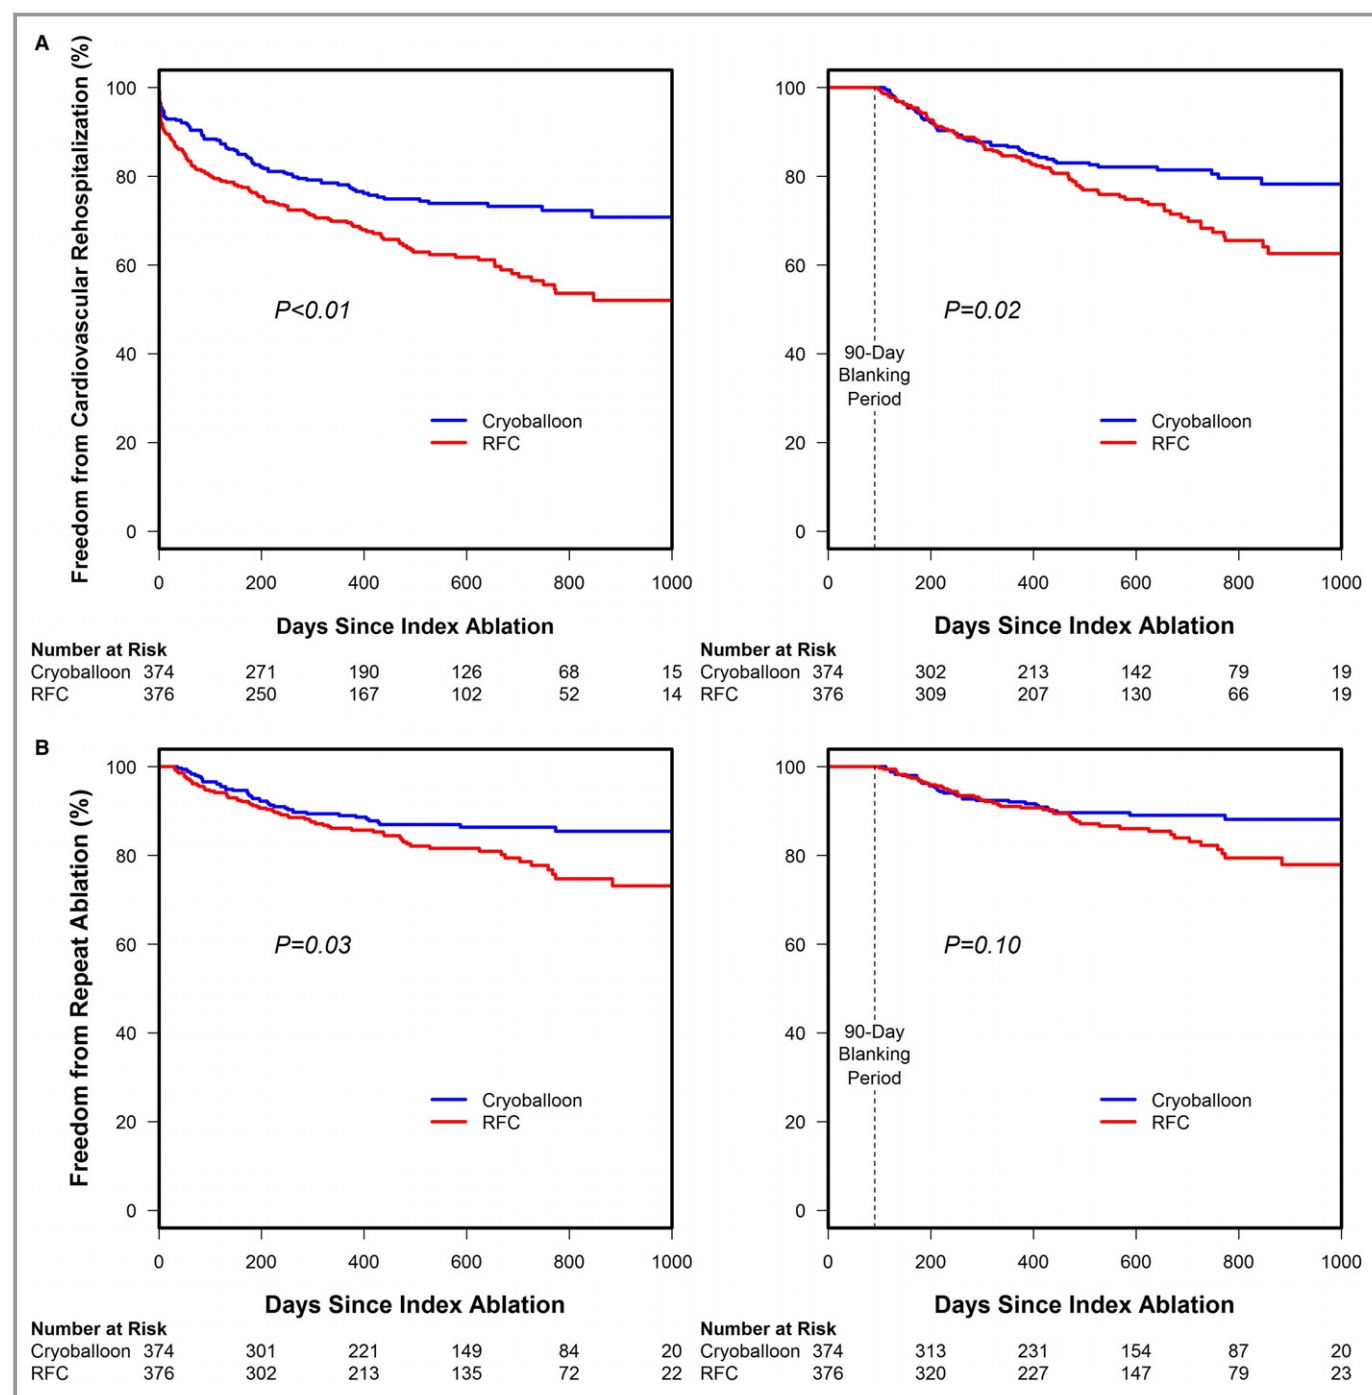 A
Freedom from Cardiovascular Rehospitalization (%)
100
80
60
40
20
0
P<0.01
Cryoballoon
RFC
0 200 400 600 800 1000
Days Since Index Ablation
Number at Risk
Cryoballoon 374 271 190 126 68 15
RFC 376 250 167 102 52 14
100
80
60
40
20
0
P=0.02
90-Day
Blanking
Period
Cryoballoon
RFC
0 200 400 600 800 1000
Days Since Index Ablation
Number at Risk
Cryoballoon 374 302 213 142 79 19
RFC 376 309 207 130 66 19
B
Freedom from Repeat Ablation (%)
100
80
60
40
20
0
P=0.03
Cryoballoon
RFC
0 200 400 600 800 1000
Days Since Index Ablation
Number at Risk
Cryoballoon 374 301 221 149 84 20
RFC 376 302 213 135 72 22
100
80
60
40
20
0
P=0.10
90-Day
Blanking
Period
Cryoballoon
RFC
0 200 400 600 800 1000
Days Since Index Ablation
Number at Risk
Cryoballoon 374 313 231 154 87 20
RFC 376 320 227 147 79 23